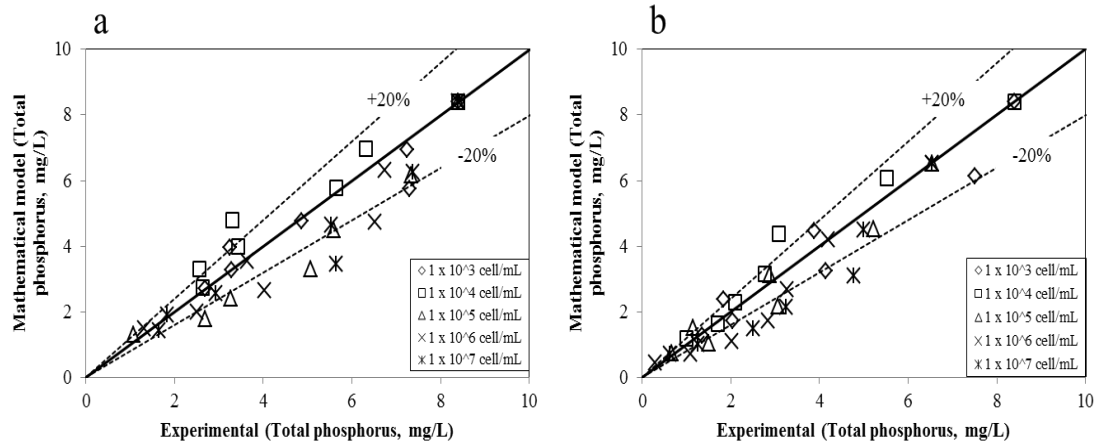 a
Mathematical model (Total
phosphorus, mg/L)
10
8
6
4
2
0
+20%
-20%
1 x 10^3 cell/mL
1 x 10^4 cell/mL
1 x 10^5 cell/mL
1 x 10^6 cell/mL
1 x 10^7 cell/mL
0 2 4 6 8 10
Experimental (Total phosphorus, mg/L)
b
Mathematical model (Total
phosphorus, mg/L)
10
8
6
4
2
0
+20%
-20%
1 x 10^3 cell/mL
1 x 10^4 cell/mL
1 x 10^5 cell/mL
1 x 10^6 cell/mL
1 x 10^7 cell/mL
0 2 4 6 8 10
Experimental (Total phosphorus, mg/L)